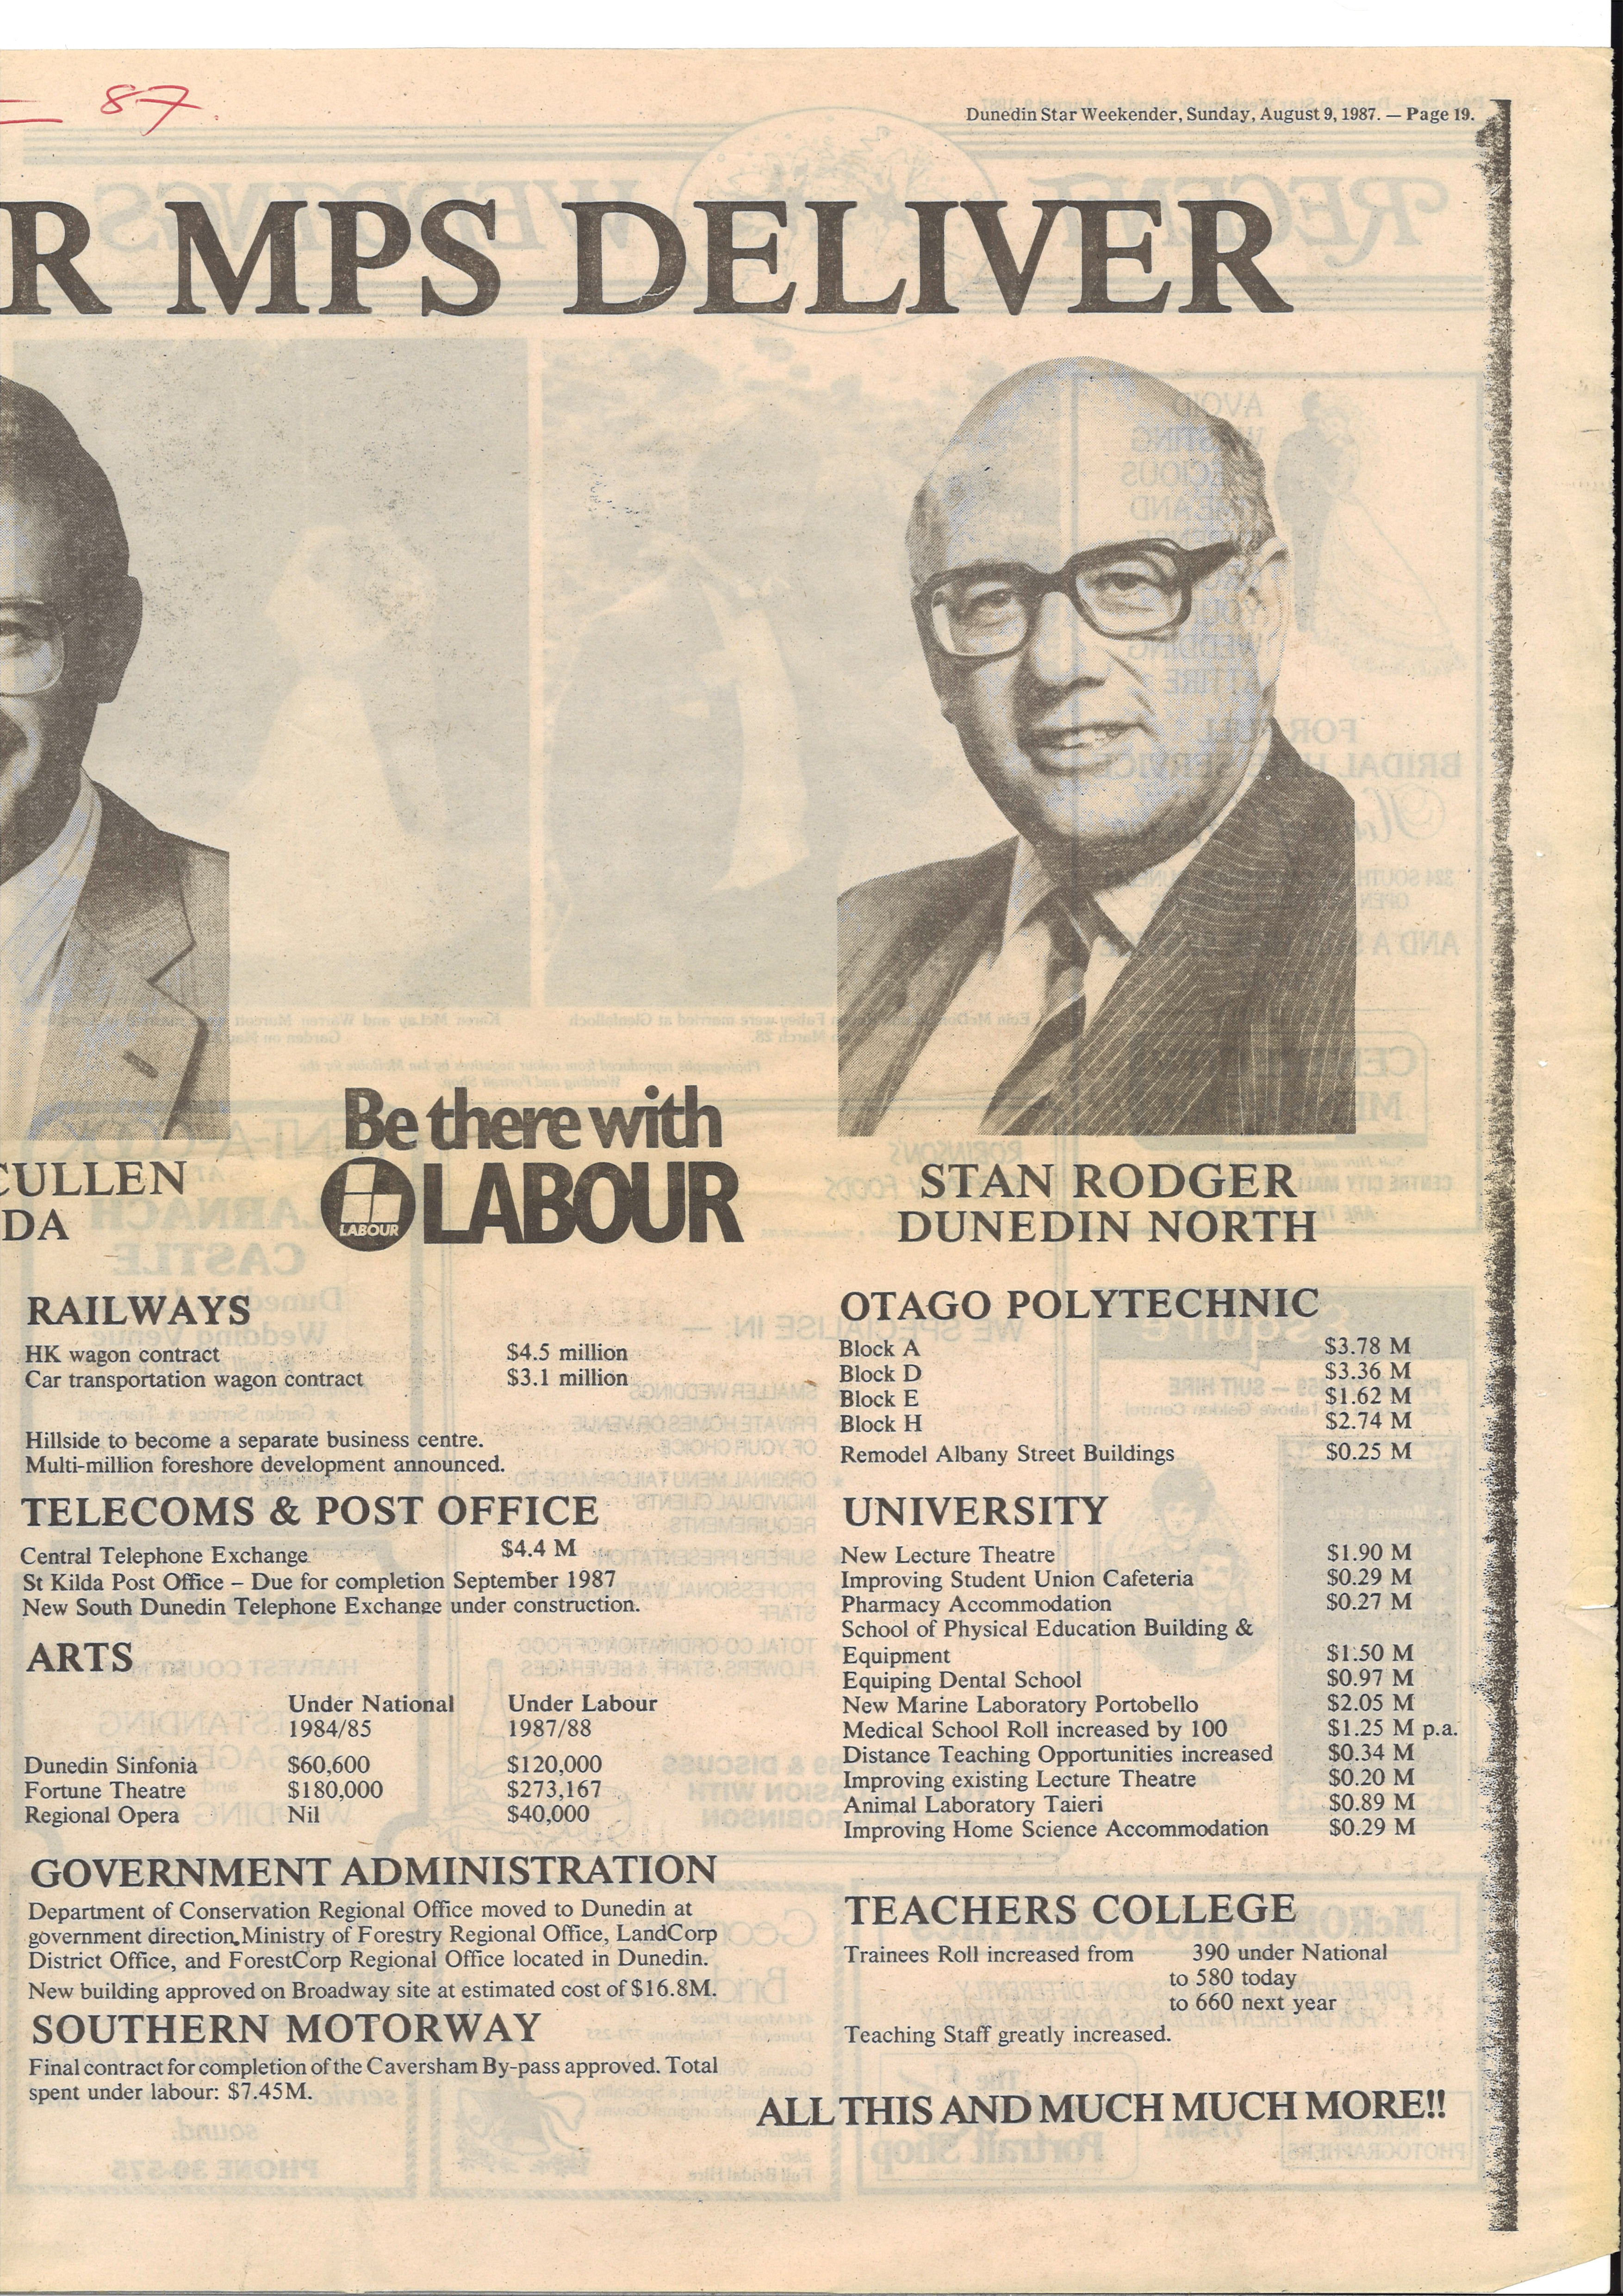 87
Dunedin Star Weekender, Sunday, August 9, 1987. — Page 19.
R MPS DELIVER
Be there with
LABOUR
LABOUR
CULLEN
DA
STAN RODGER
DUNEDIN NORTH
RAILWAYS
HK wagon contract $4.5 million
Car transportation wagon contract $3.1 million
Hillside to become a separate business centre.
Multi-million foreshore development announced.
TELECOMS & POST OFFICE
Central Telephone Exchange $4.4 M
St Kilda Post Office – Due for completion September 1987
New South Dunedin Telephone Exchange under construction.
ARTS
Under National Under Labour
1984/85 1987/88
Dunedin Sinfonia $60,600 $120,000
Fortune Theatre $180,000 $273,167
Regional Opera Nil $40,000
GOVERNMENT ADMINISTRATION
Department of Conservation Regional Office moved to Dunedin at
government direction. Ministry of Forestry Regional Office, LandCorp
District Office, and ForestCorp Regional Office located in Dunedin.
New building approved on Broadway site at estimated cost of $16.8M.
SOUTHERN MOTORWAY
Final contract for completion of the Caversham By-pass approved. Total
spent under labour: $7.45M.
OTAGO POLYTECHNIC
Block A $3.78 M
Block D $3.36 M
Block E $1.62 M
Block H $2.74 M
Remodel Albany Street Buildings $0.25 M
UNIVERSITY
New Lecture Theatre $1.90 M
Improving Student Union Cafeteria $0.29 M
Pharmacy Accommodation $0.27 M
School of Physical Education Building &
Equipment $1.50 M
Equiping Dental School $0.97 M
New Marine Laboratory Portobello $2.05 M
Medical School Roll increased by 100 $1.25 M p.a.
Distance Teaching Opportunities increased $0.34 M
Improving existing Lecture Theatre $0.20 M
Animal Laboratory Taieri $0.89 M
Improving Home Science Accommodation $0.29 M
TEACHERS COLLEGE
Trainees Roll increased from 390 under National
to 580 today
to 660 next year
Teaching Staff greatly increased.
ALL THIS AND MUCH MUCH MORE!!